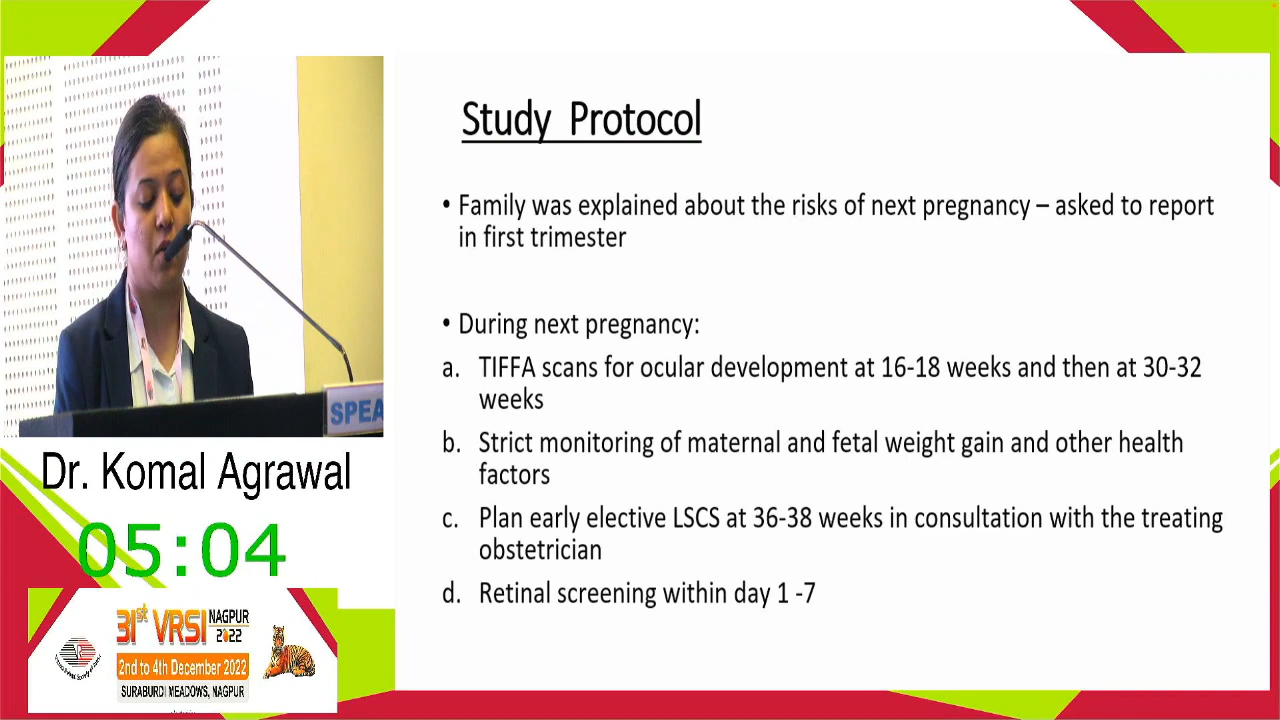 Study Protocol
• Family was explained about the risks of next pregnancy – asked to report
in first trimester
• During next pregnancy:
a. TIFFA scans for ocular development at 16-18 weeks and then at 30-32
weeks
b. Strict monitoring of maternal and fetal weight gain and other health
factors
c. Plan early elective LSCS at 36-38 weeks in consultation with the treating
obstetrician
d. Retinal screening within day 1 -7
SPEA
Dr. Komal Agrawal
05:04
31st VRSI NAGPUR
2022
2nd to 4th December 2022
SURABURDI MEADOWS, NAGPUR